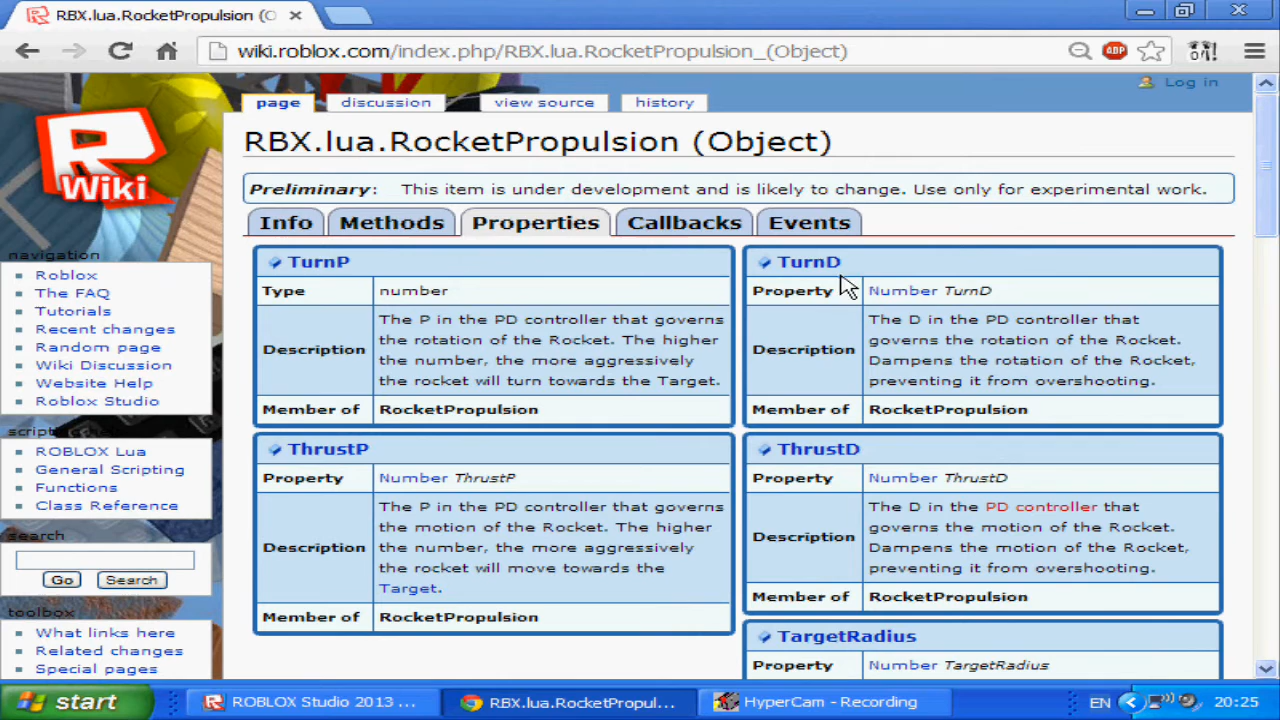 RBX.lua.RocketPropulsion (O
wiki.roblox.com/index.php/RBX.lua.RocketPropulsion_(Object)
ABP
Log in
page
discussion
view source
history
R
Wiki
RBX.lua.RocketPropulsion (Object)
Preliminary: This item is under development and is likely to change. Use only for experimental work.
Info
Methods
Properties
Callbacks
Events
navigation
Roblox
The FAQ
Tutorials
Recent changes
Random page
Wiki Discussion
Website Help
Roblox Studio
ROBLOX Lua
General Scripting
Functions
Class Reference
search
Go
Search
toolbox
What links here
Related changes
Special pages
TurnP
Type number
Description
The P in the PD controller that governs
the rotation of the Rocket. The higher
the number, the more aggressively
the rocket will turn towards the Target.
Member of RocketPropulsion
TurnD
Property Number TurnD
Description
The D in the PD controller that
governs the rotation of the Rocket.
Dampens the rotation of the Rocket,
preventing it from overshooting.
Member of RocketPropulsion
ThrustP
Property Number ThrustP
Description
The P in the PD controller that governs
the motion of the Rocket. The higher
the number, the more aggressively
the rocket will move towards the
Target.
Member of RocketPropulsion
ThrustD
Property Number ThrustD
Description
The D in the PD controller that
governs the motion of the Rocket.
Dampens the motion of the Rocket,
preventing it from overshooting.
Member of RocketPropulsion
TargetRadius
Property Number TargetRadius
start
ROBLOX Studio 2013 ...
RBX.lua.RocketPropul...
HyperCam - Recording
EN
20:25